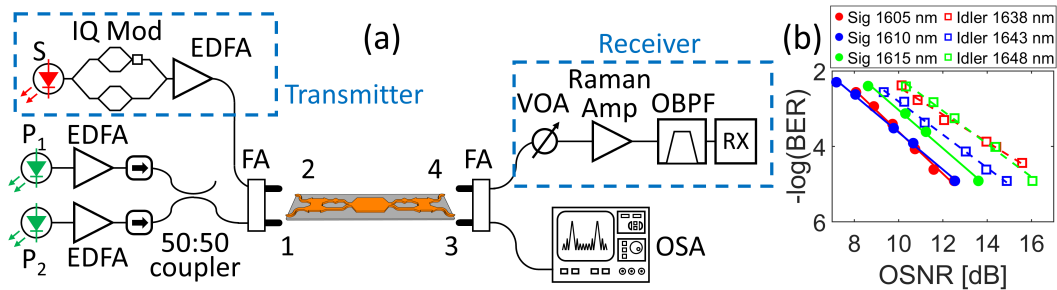 (a)
IQ Mod
S
EDFA
Transmitter
P1
EDFA
P2
EDFA
50:50
coupler
FA
2
4
1
3
FA
Receiver
VOA
Raman
Amp
OBPF
RX
OSA
(b)
Sig 1605 nm
Idler 1638 nm
Sig 1610 nm
Idler 1643 nm
Sig 1615 nm
Idler 1648 nm
-log(BER)
2
4
6
8
10
12
14
16
OSNR [dB]